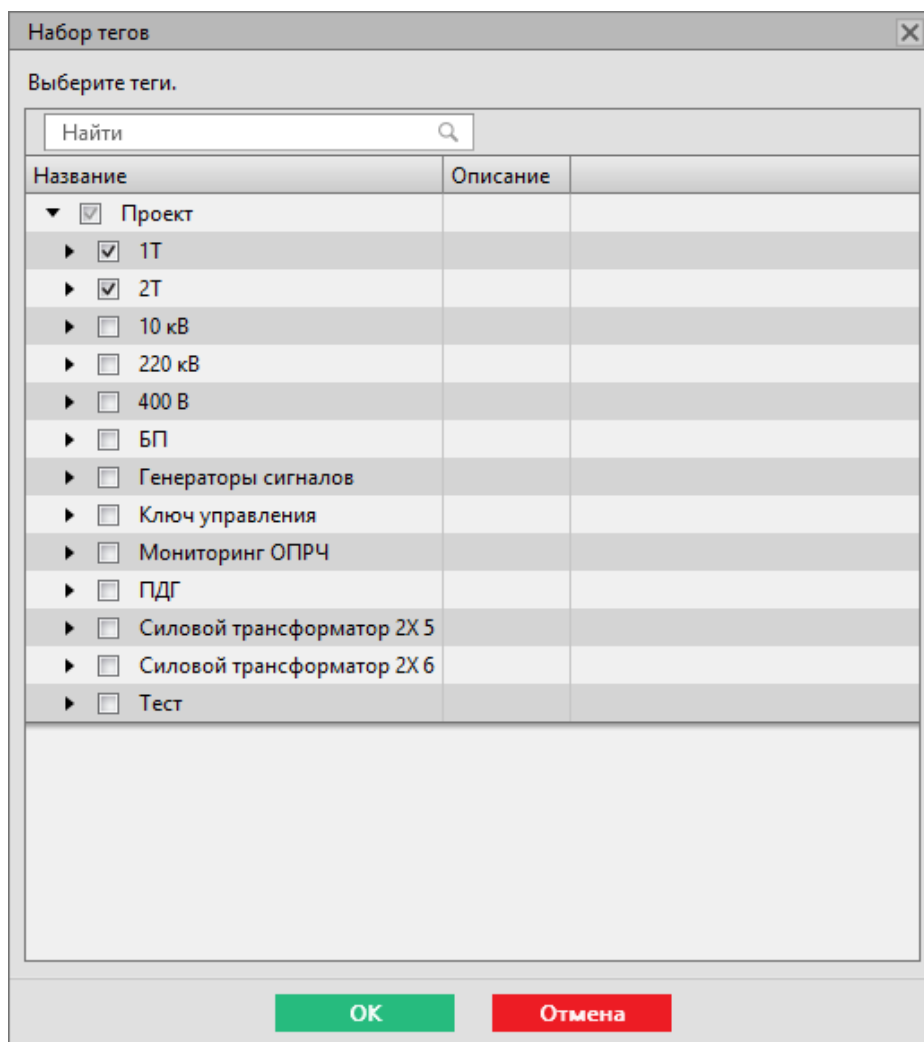 Набор тегов
Выберите теги.
Найти
Название Описание
Проект
1Т
2Т
10 кВ
220 кВ
400 В
БП
Генераторы сигналов
Ключ управления
Мониторинг ОПРЧ
ПДГ
Силовой трансформатор 2Х 5
Силовой трансформатор 2Х 6
Тест
ОК Отмена